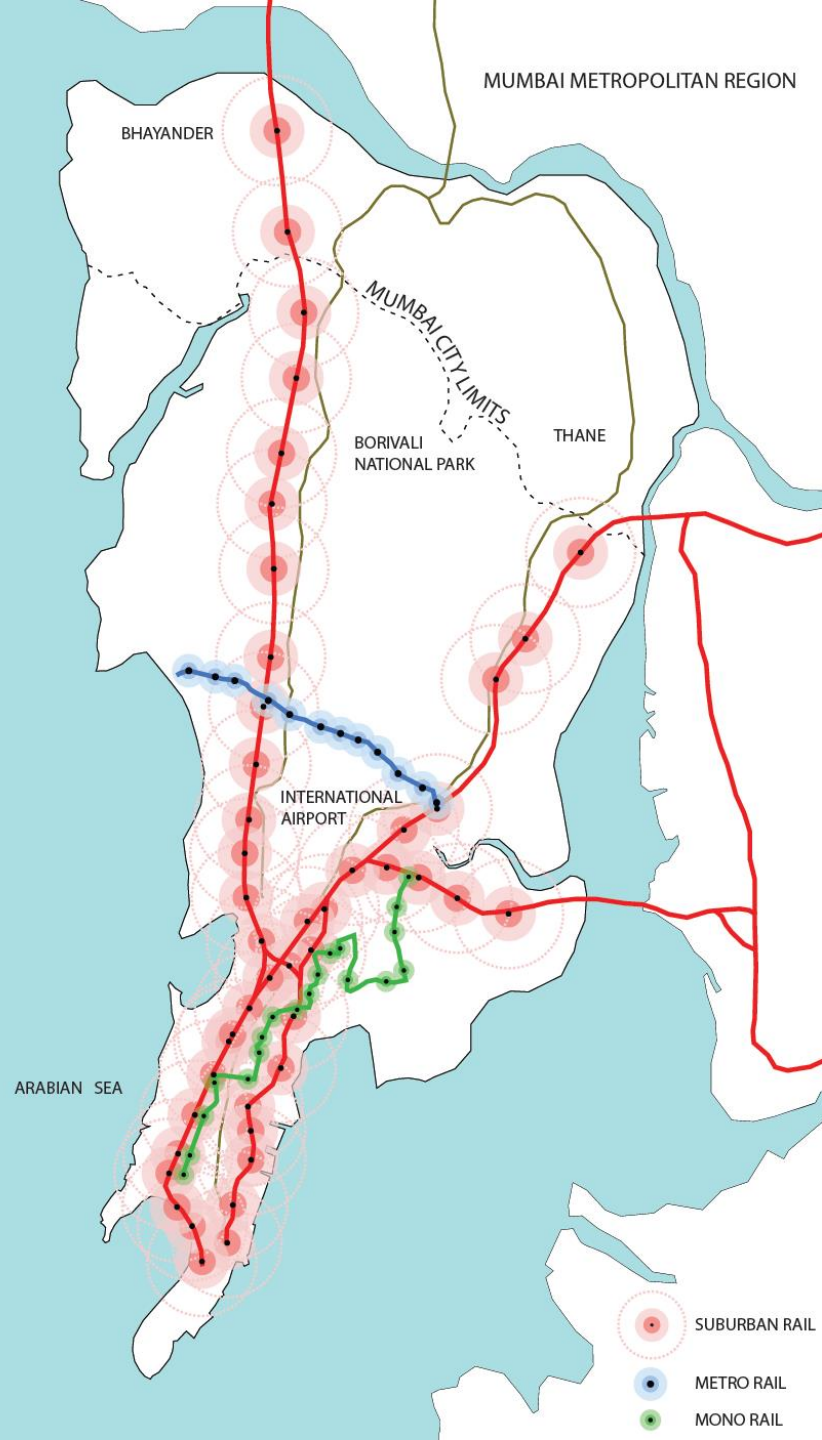 MUMBAI METROPOLITAN REGION
BHAYANDER
MUMBAI CITY LIMITS
BORIVALI
NATIONAL PARK
THANE
INTERNATIONAL
AIRPORT
ARABIAN SEA
SUBURBAN RAIL
METRO RAIL
MONO RAIL